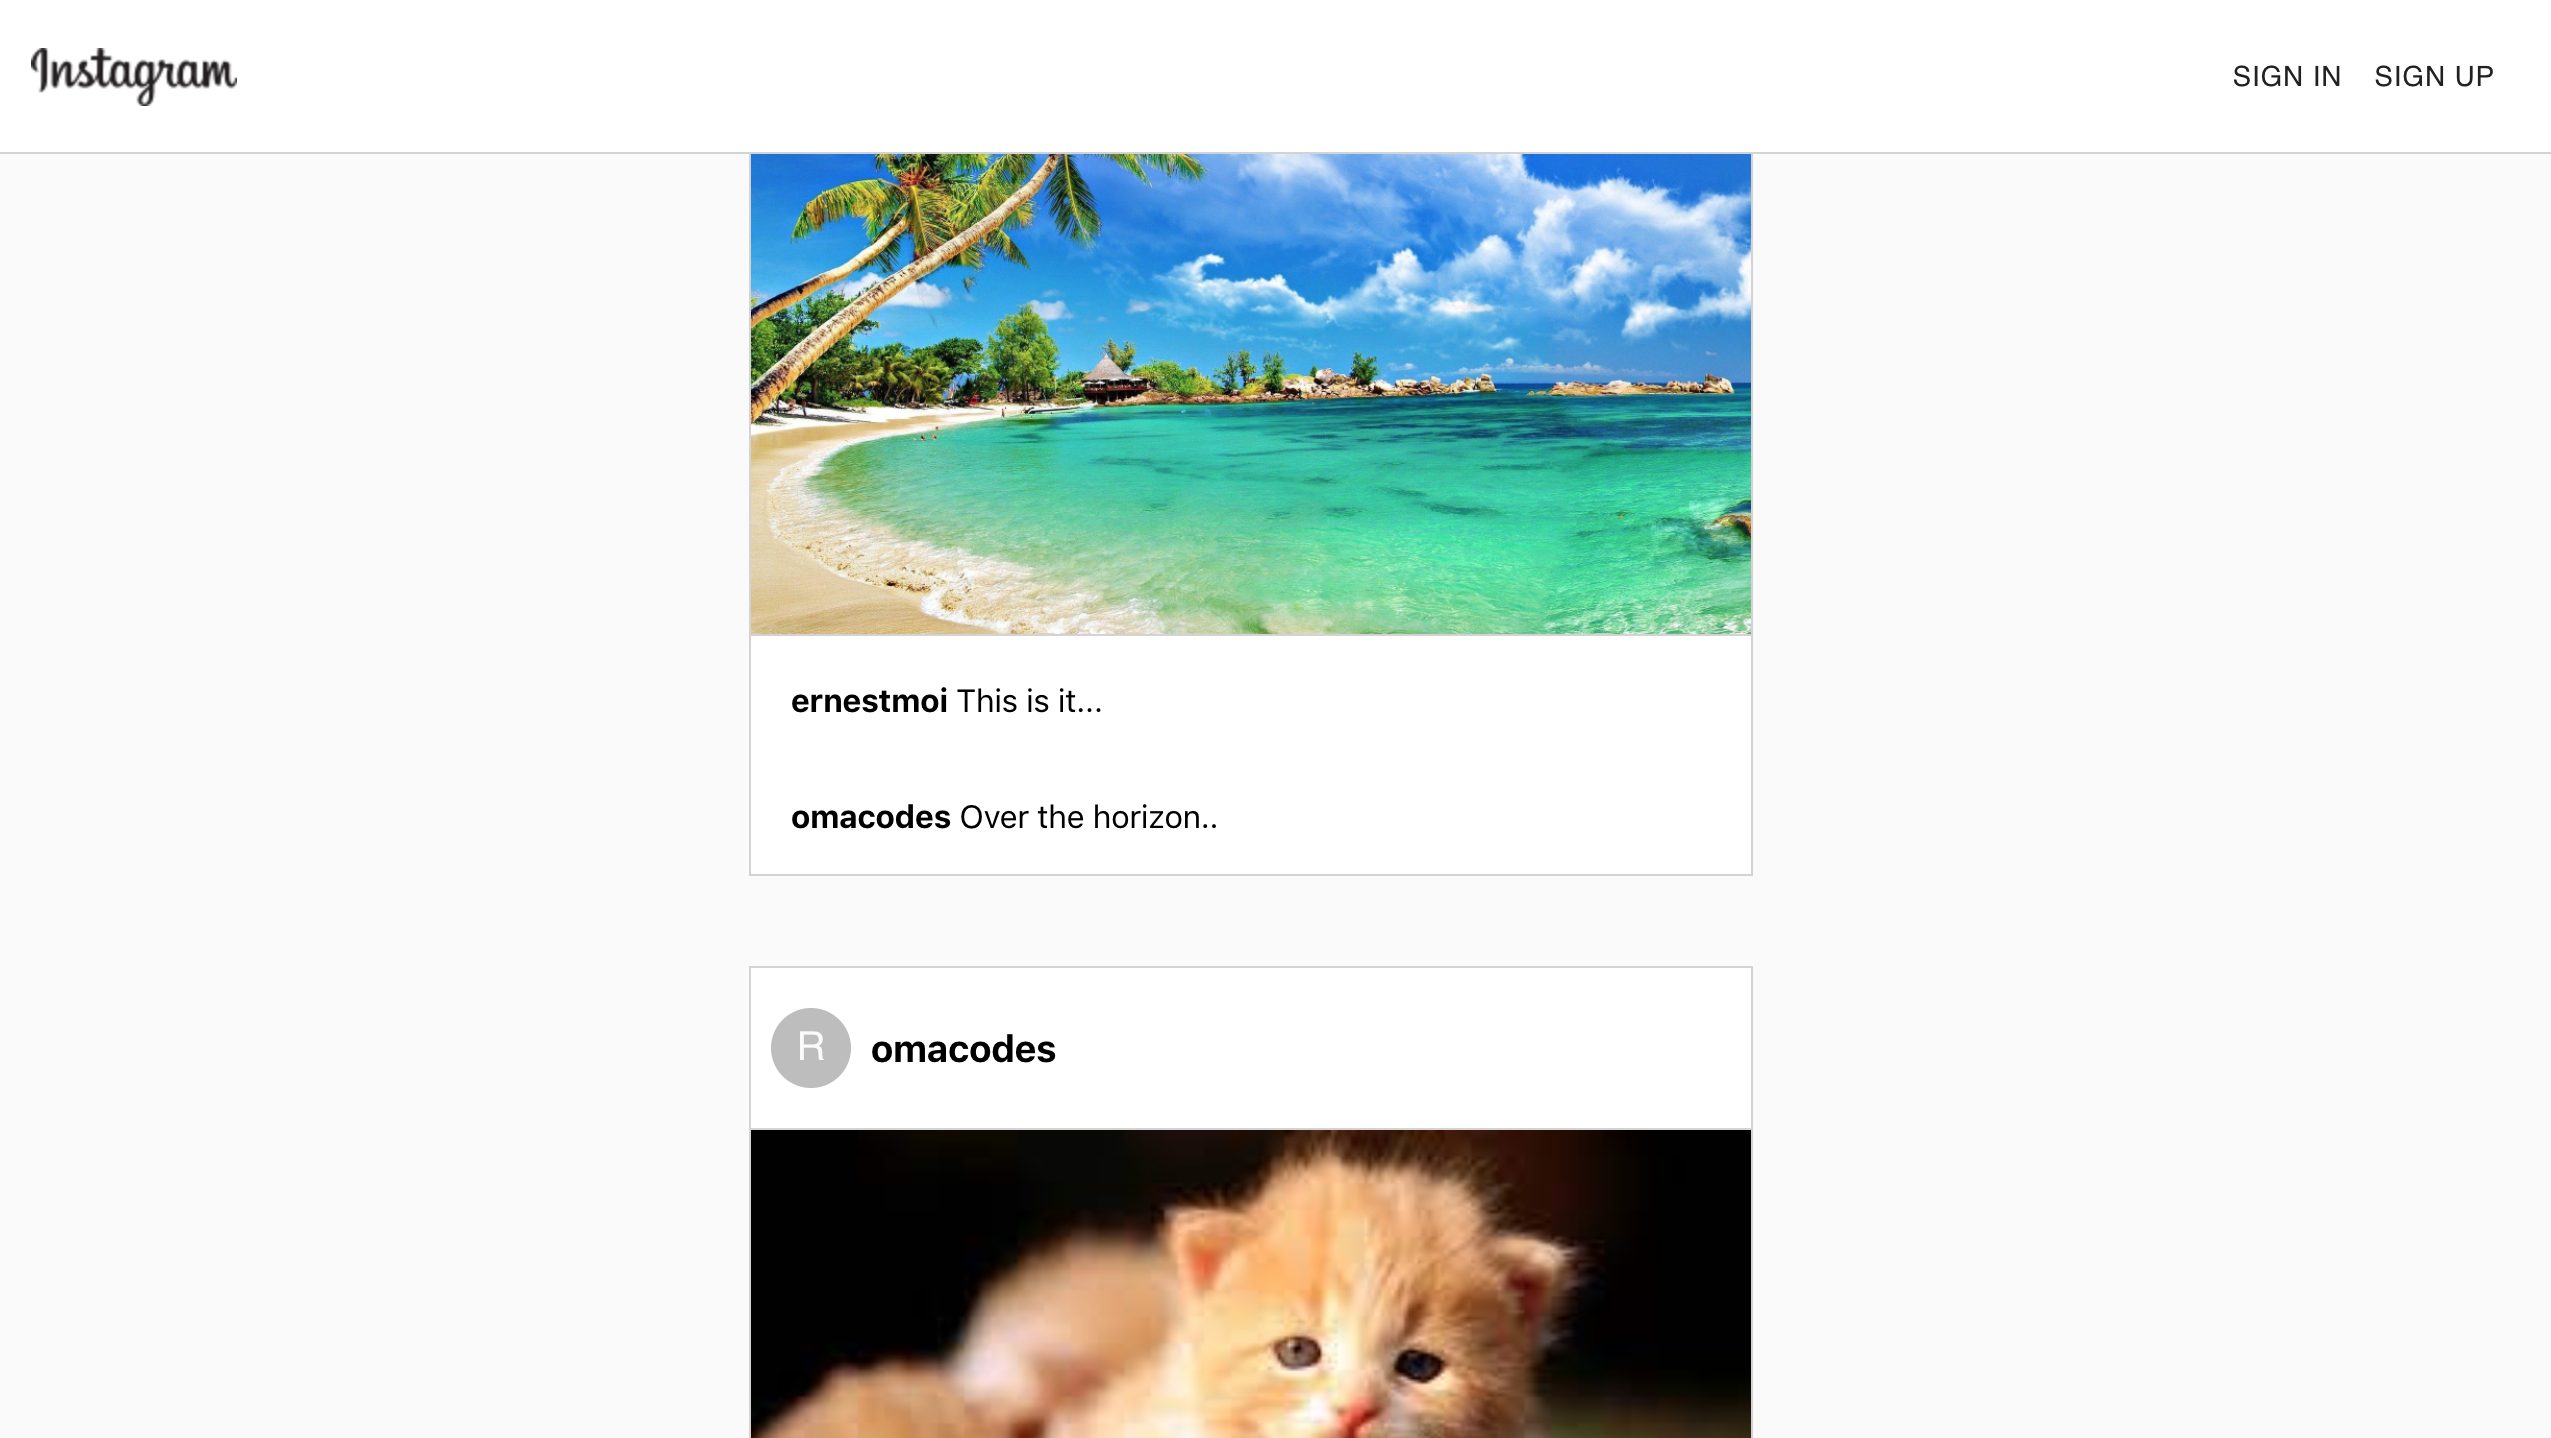 Instagram
SIGN IN SIGN UP
ernestmoi This is it...
omacodes Over the horizon..
R
omacodes